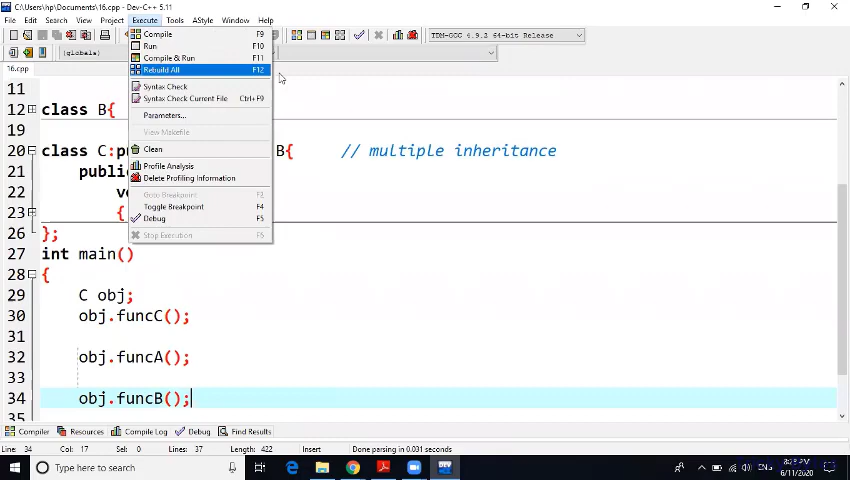 C:\Users\hp\Documents\16.cpp - Dev-C++ 5.11
File Edit Search View Project Execute Tools AStyle Window Help
TDM-GCC 4.9.2 64-bit Release
(globals)
16.cpp
Compile F9
Run F10
Compile & Run F11
Rebuild All F12
Syntax Check
Syntax Check Current File Ctrl+F9
Parameters...
View Makefile
Clean
Profile Analysis
Delete Profiling Information
Goto Breakpoint F2
Toggle Breakpoint F4
Debug F5
Stop Execution F6
11
12 class B{
19
20 class C:p B{ // multiple inheritance
21 public
22 v
23 {
26 };
27 int main()
28 {
29 C obj;
30 obj.funcC();
31
32 obj.funcA();
33
34 obj.funcB();
35
Compiler Resources Compile Log Debug Find Results
Line: 34 Col: 17 Sel: 0 Lines: 37 Length: 422 Insert Done parsing in 0.031 seconds
Type here to search
DEV
ENG
6/11/2020